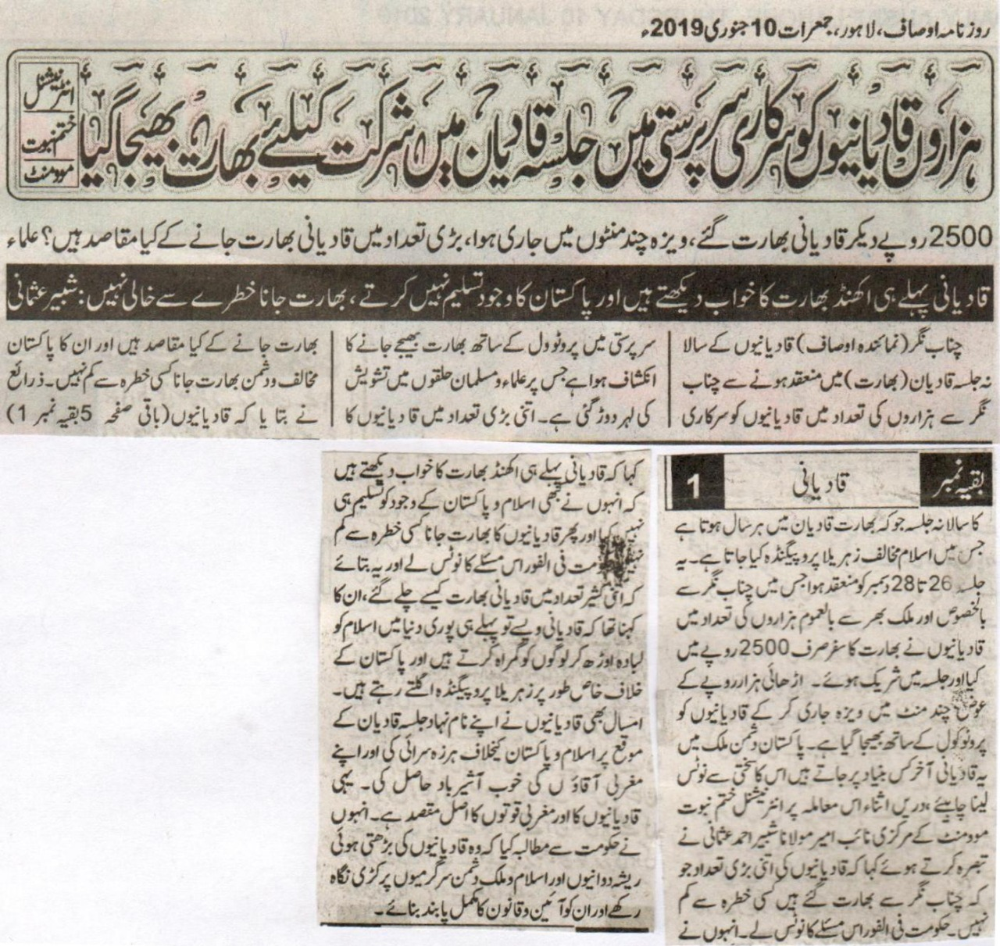 روزنامہ اوصاف، لاہور، جمعرات 10 جنوری 2019ء
ہزاروں قادیانیوں کو سرکاری سرپرستی میں جلسہ قادیان میں شرکت کیلئے بھارت بھیجا گیا
انٹرنیشنل
ختم نبوت
موومنٹ
2500 روپے دیکر قادیانی بھارت گئے، ویزہ چند منٹوں میں جاری ہوا، بڑی تعداد میں قادیانی بھارت جانے کے کیا مقاصد ہیں؟ علماء
قادیانی پہلے ہی اکھنڈ بھارت کا خواب دیکھتے ہیں اور پاکستان کا وجود تسلیم نہیں کرتے، بھارت جانا خطرے سے خالی نہیں: شبیر عثمانی
چناب نگر (نمائندہ اوصاف) قادیانیوں کے سالا
نہ جلسہ قادیان (بھارت) میں منعقد ہونے سے چناب
نگر سے ہزاروں کی تعداد میں قادیانیوں کو سرکاری
سرپرستی میں پروٹوول کے ساتھ بھارت بھیجے جانے کا
انکشاف ہوا ہے جس پر علماء و مسلمان حلقوں میں تشویش
کی لہر دوڑ گئی ہے۔ اتنی بڑی تعداد میں قادیانیوں کا
بھارت جانے کے کیا مقاصد ہیں اور ان کا پاکستان
مخالف ودشمن بھارت جانا کسی خطرہ سے کم نہیں۔ ذرائع
نے بتا یا کہ قادیانیوں (باقی صفحہ 5 بقیہ نمبر 1)
بقیہ نمبر
قادیانی
1
کا سالانہ جلسہ جو کہ بھارت قادیان میں ہر سال ہوتا ہے
جس میں اسلام مخالف زہریلا پروپیگنڈہ کیا جاتا ہے۔ یہ
جلسہ 26 تا 28 دسمبر کو منعقد ہوا جس میں چناب نگر سے
بالخصوص اور ملک بھر سے بالعموم ہزاروں کی تعداد میں
قادیانیوں نے بھارت کا سفر صرف 2500 روپے میں
کیا اور جلسہ میں شریک ہوئے۔ اڑھائی ہزار روپے کے
عوض چند منٹ میں ویزہ جاری کر کے قادیانیوں کو
پروٹوکول کے ساتھ بھیجا گیا ہے۔ پاکستان دشمن ملک میں
یہ قادیانی آخر کس بنیاد پر جاتے ہیں اس کا سختی سے نوٹس
لینا چاہیئے، دریں اثناء اس معاملہ پر انٹرنیشنل ختم نبوت
موومنٹ کے مرکزی نائب امیر مولانا شبیر احمد عثمانی نے
تبصرہ کرتے ہوئے کہا کہ قادیانیوں کی اتنی بڑی تعداد جو
کہ چناب نگر سے بھارت گئے ہیں کسی خطرہ سے کم
نہیں۔ حکومت فی الفور اس مسئلے کا نوٹس لے۔ انہوں نے
کہا کہ قادیانی پہلے ہی اکھنڈ بھارت کا خواب دیکھتے ہیں
کہ انہوں نے کبھی اسلام و پاکستان کے وجود کو تسلیم ہی
نہیں کیا اور پھر قادیانیوں کا بھارت جانا کسی خطرہ سے کم
فی الفور اس مسئلے کا نوٹس لے اور یہ بتائے
کہ اتنی کثیر تعداد میں قادیانی بھارت کیسے چلے گئے، ان کا
کہنا تھا کہ قادیانی ویسے تو پہلے ہی پوری دنیا میں اسلام کو
لبادہ اوڑھ کر لوگوں کو گمراہ کرتے ہیں اور پاکستان کے
خلاف خاص طور پر زہریلا پروپیگنڈہ اگلتے رہتے ہیں۔
امسال بھی قادیانیوں نے اپنے نام نہاد جلسہ قادیان کے
موقع پر اسلام و پاکستان کیخلاف ہرزہ سرائی کی اور اپنے
مغربی آقاؤں کی خوب آشیر باد حاصل کی۔ یہی
قادیانیوں کا اور مغربی قوتوں کا اصل مقصد ہے۔ انہوں
نے حکومت سے مطالبہ کیا کہ وہ قادیانیوں کی بڑھتی ہوئی
ریشہ دوانیوں اور اسلام و ملک دشمن سرگرمیوں پر کڑی نگاہ
رکھے اور ان کو آئین و قانون کا مکمل پابند بنائے۔